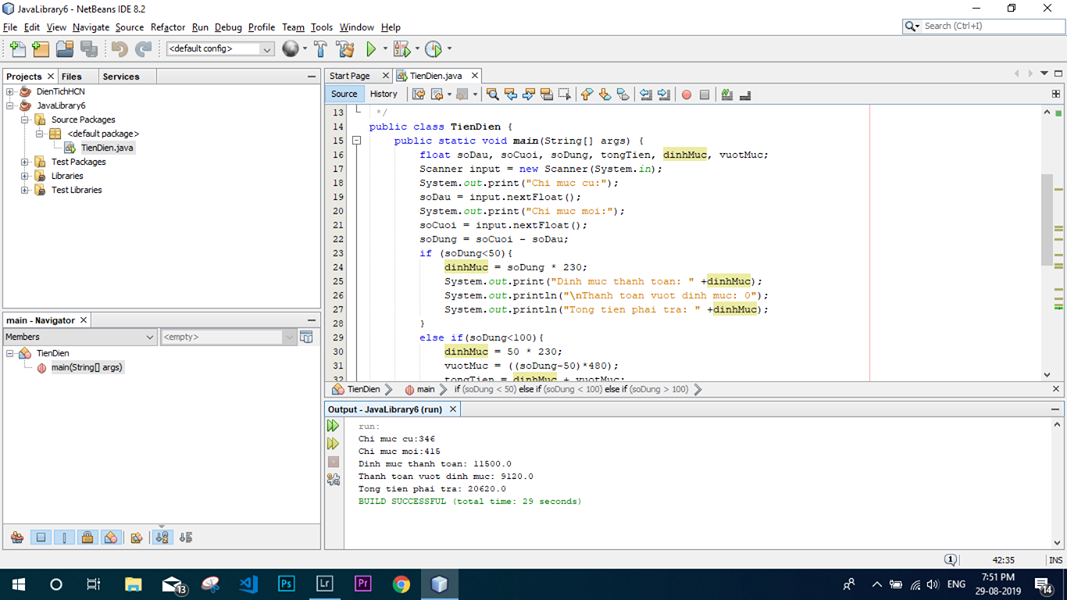 JavaLibrary6 - NetBeans IDE 8.2
File Edit View Navigate Source Refactor Run Debug Profile Team Tools Window Help
Search (Ctrl+I)
<default config>
Projects Files Services
DienTichHCN
JavaLibrary6
Source Packages
<default package>
TienDien.java
Test Packages
Libraries
Test Libraries
main - Navigator
Members <empty>
TienDien
main(String[] args)
Start Page TienDien.java
Source History
13 */
14 public class TienDien {
15 public static void main(String[] args) {
16 float soDau, soCuoi, soDung, tongTien, dinhMuc, vuotMuc;
17 Scanner input = new Scanner(System.in);
18 System.out.print("Chi muc cu:");
19 soDau = input.nextFloat();
20 System.out.print("Chi muc moi:");
21 soCuoi = input.nextFloat();
22 soDung = soCuoi - soDau;
23 if (soDung<50){
24 dinhMuc = soDung * 230;
25 System.out.print("Dinh muc thanh toan: " +dinhMuc);
26 System.out.println("\nThanh toan vuot dinh muc: 0");
27 System.out.println("Tong tien phai tra: " +dinhMuc);
28 }
29 else if(soDung<100){
30 dinhMuc = 50 * 230;
31 vuotMuc = ((soDung-50)*480);
32 tongTien = dinhMuc + vuotMuc;
TienDien main if (soDung < 50) else if (soDung < 100) else if (soDung > 100)
Output - JavaLibrary6 (run)
run:
Chi muc cu:346
Chi muc moi:415
Dinh muc thanh toan: 11500.0
Thanh toan vuot dinh muc: 9120.0
Tong tien phai tra: 20620.0
BUILD SUCCESSFUL (total time: 29 seconds)
1 42:35 INS
13 Ps Lr Pr ENG 7:51 PM
29-08-2019 14